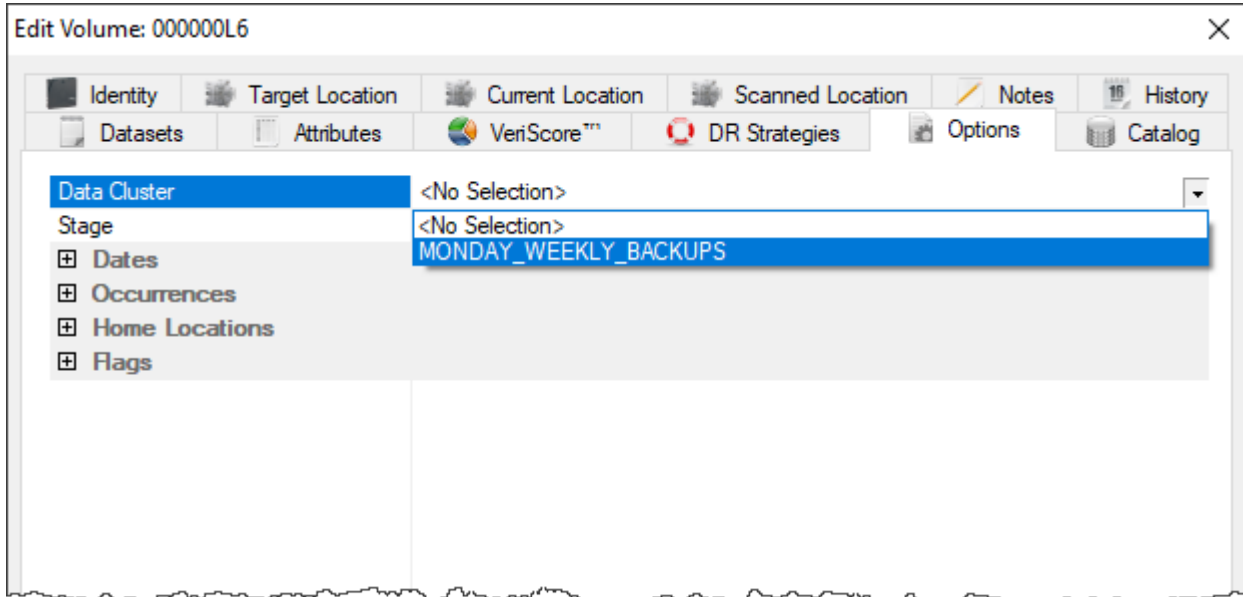 Edit Volume: 000000L6
Identity Target Location Current Location Scanned Location Notes 16 History
Datasets Attributes VeriScore™ DR Strategies Options Catalog
Data Cluster <No Selection>
Stage <No Selection>
MONDAY_WEEKLY_BACKUPS
Dates
Occurrences
Home Locations
Flags